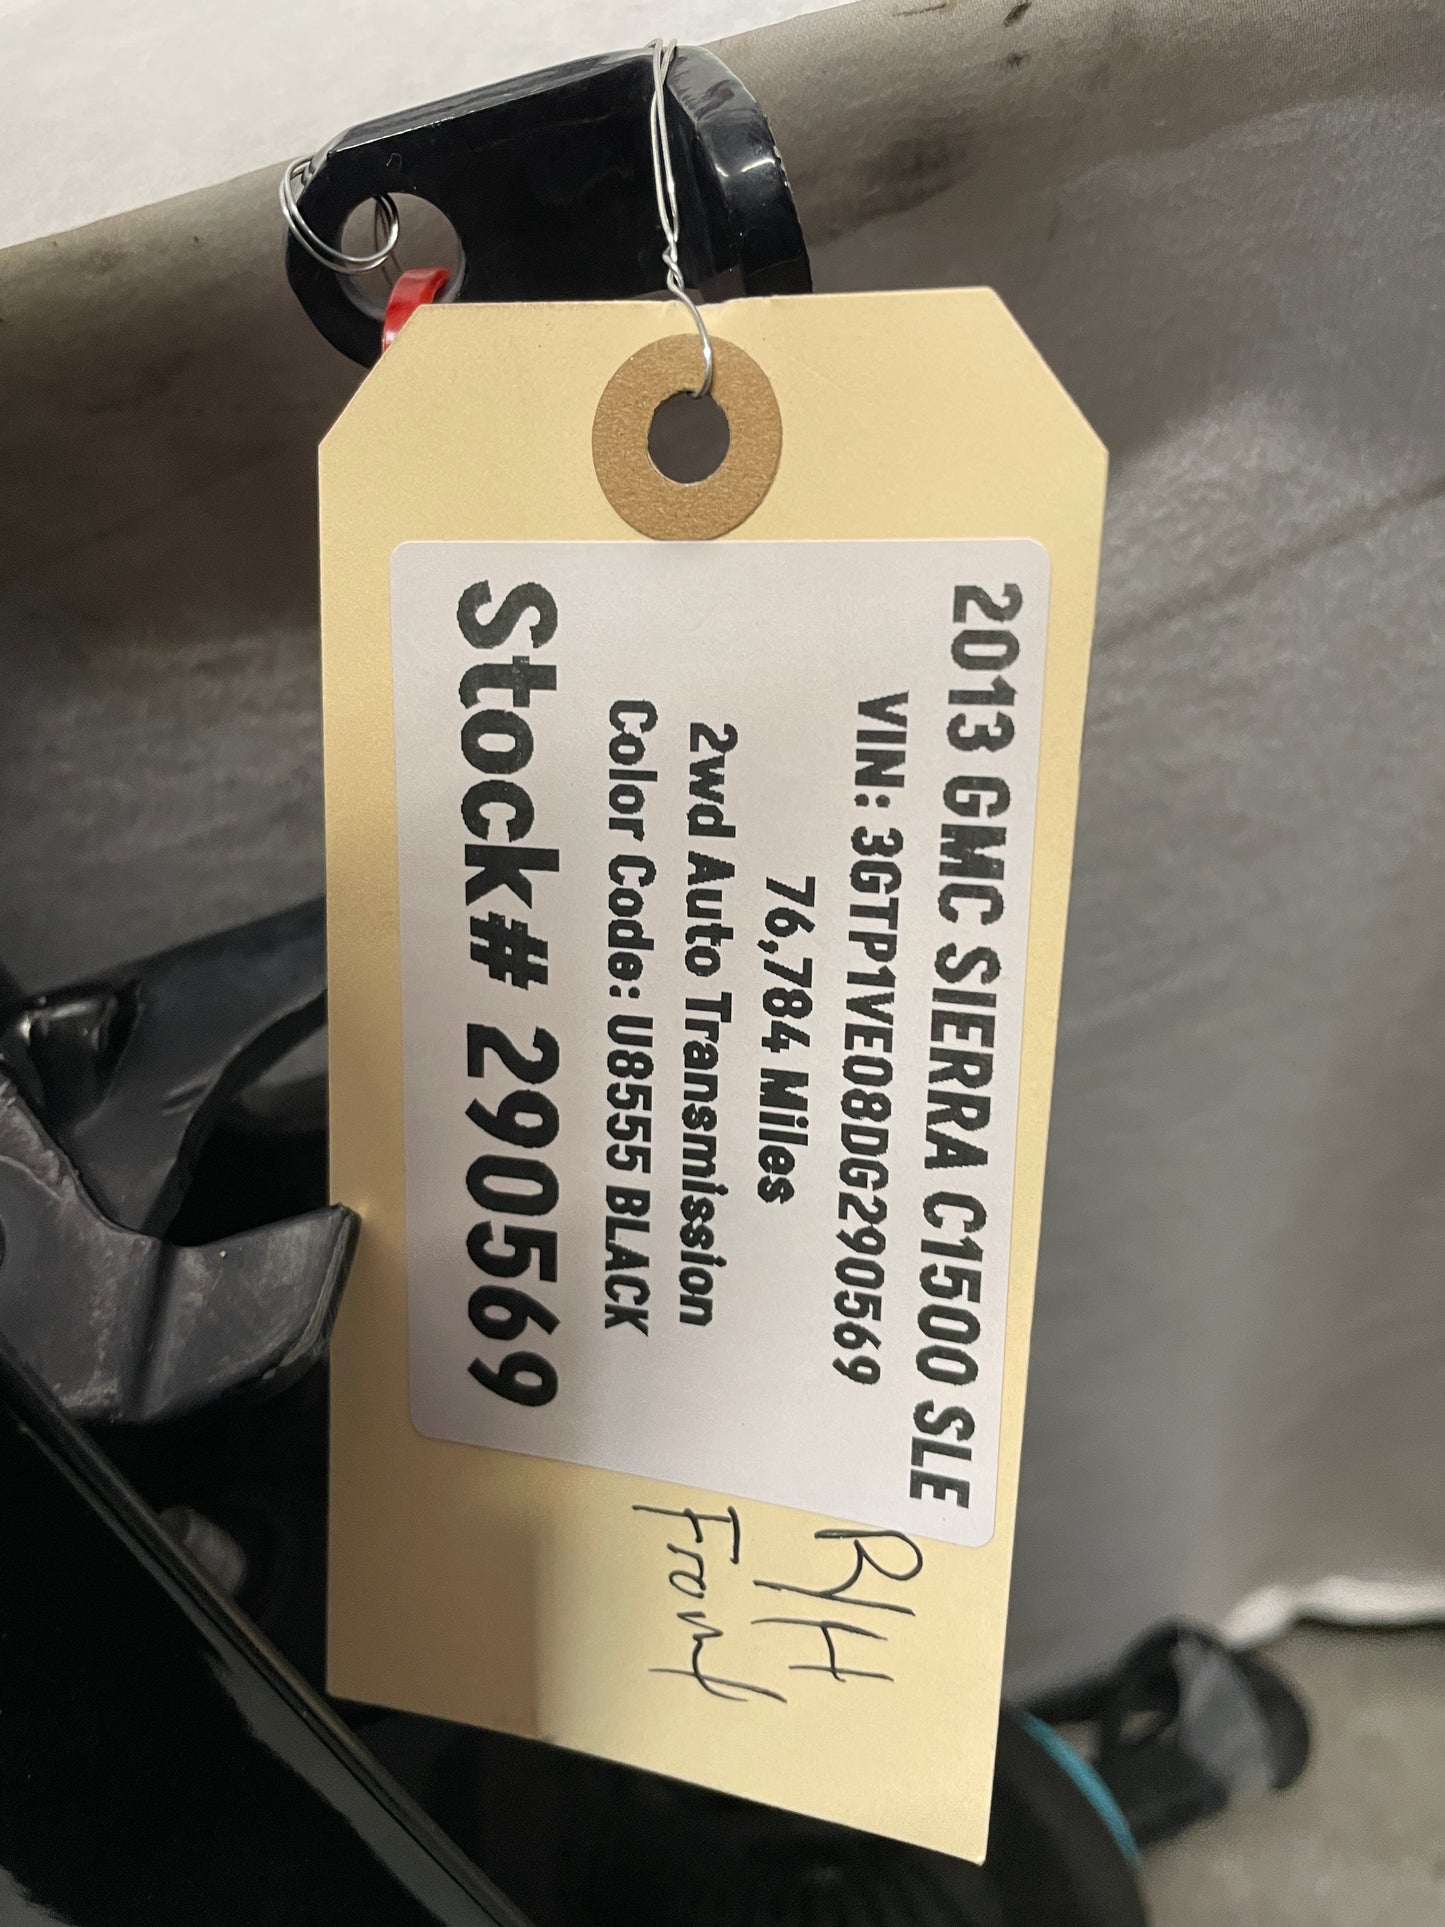 2013 GMC SIERRA C1500 SLE
VIN: 3GTP1VE08DG290569
76,784 Miles
2wd Auto Transmission
Color Code: U8555 BLACK
Stock# 290569
R/H
Front